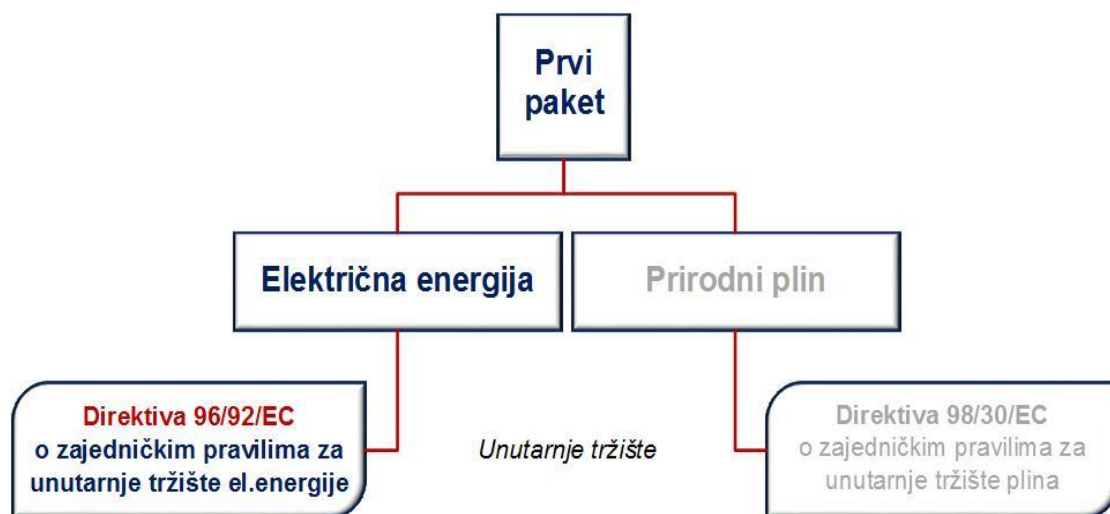 Prvi
paket
Električna energija
Prirodni plin
Direktiva 96/92/EC
o zajedničkim pravilima za
unutarnje tržište el.energije
Unutarnje tržište
Direktiva 98/30/EC
o zajedničkim pravilima za
unutarnje tržište plina